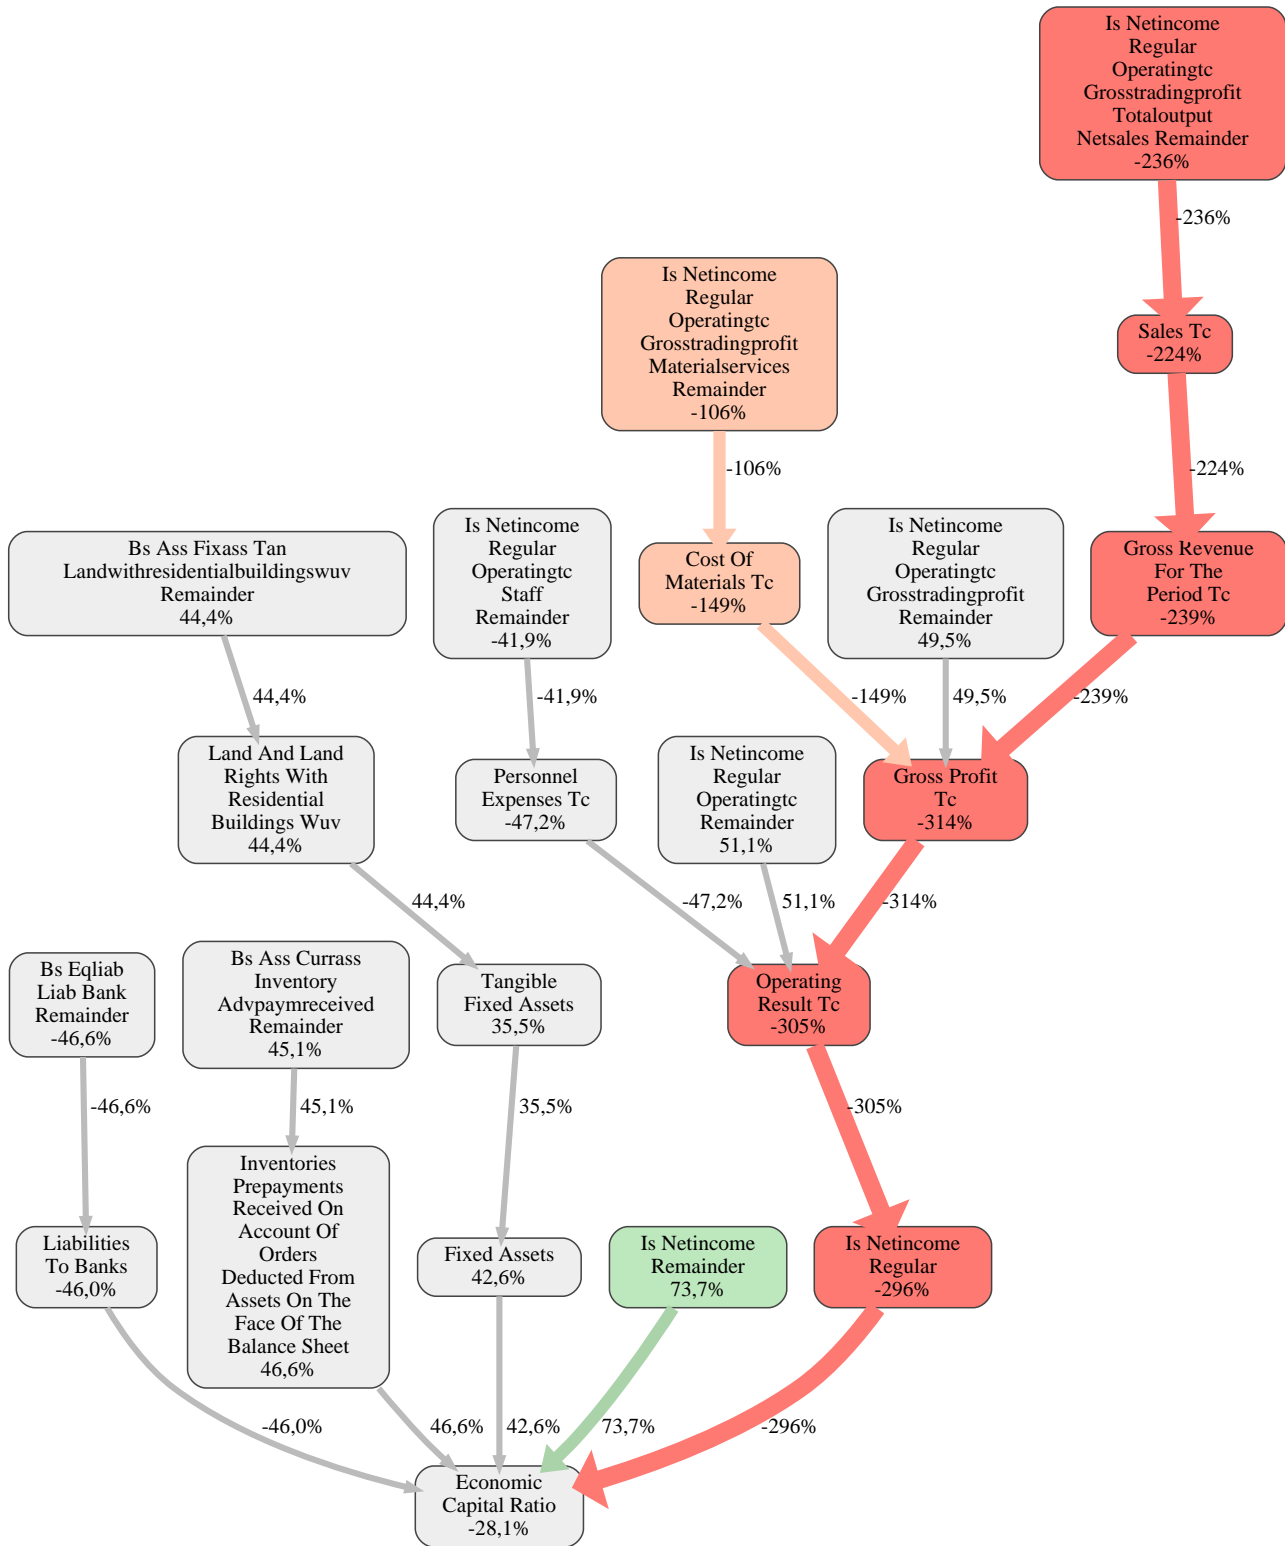 Is Netincome
Regular
Operatingtc
Grosstradingprofit
Totaloutput
Netsales Remainder
-236%
-236%
Is Netincome
Regular
Operatingtc
Grosstradingprofit
Materialservices
Remainder
-106%
Sales Tc
-224%
-106%
-224%
Bs Ass Fixass Tan
Landwithresidentialbuildingswuv
Remainder
44,4%
Is Netincome
Regular
Operatingtc
Staff
Remainder
-41,9%
Cost Of
Materials Tc
-149%
Is Netincome
Regular
Operatingtc
Grosstradingprofit
Remainder
49,5%
Gross Revenue
For The
Period Tc
-239%
44,4%
-41,9%
-149%
49,5%
-239%
Land And Land
Rights With
Residential
Buildings Wuv
44,4%
Personnel
Expenses Tc
-47,2%
Is Netincome
Regular
Operatingtc
Remainder
51,1%
Gross Profit
Tc
-314%
44,4%
-47,2%
51,1%
-314%
Bs Eqliab
Liab Bank
Remainder
-46,6%
Bs Ass Currass
Inventory
Advpaymreceived
Remainder
45,1%
Tangible
Fixed Assets
35,5%
Operating
Result Tc
-305%
-46,6%
45,1%
35,5%
-305%
Liabilities
To Banks
-46,0%
Inventories
Prepayments
Received On
Account Of
Orders
Deducted From
Assets On The
Face Of The
Balance Sheet
46,6%
Fixed Assets
42,6%
Is Netincome
Remainder
73,7%
Is Netincome
Regular
-296%
-46,0%
46,6%
42,6%
73,7%
-296%
Economic
Capital Ratio
-28,1%